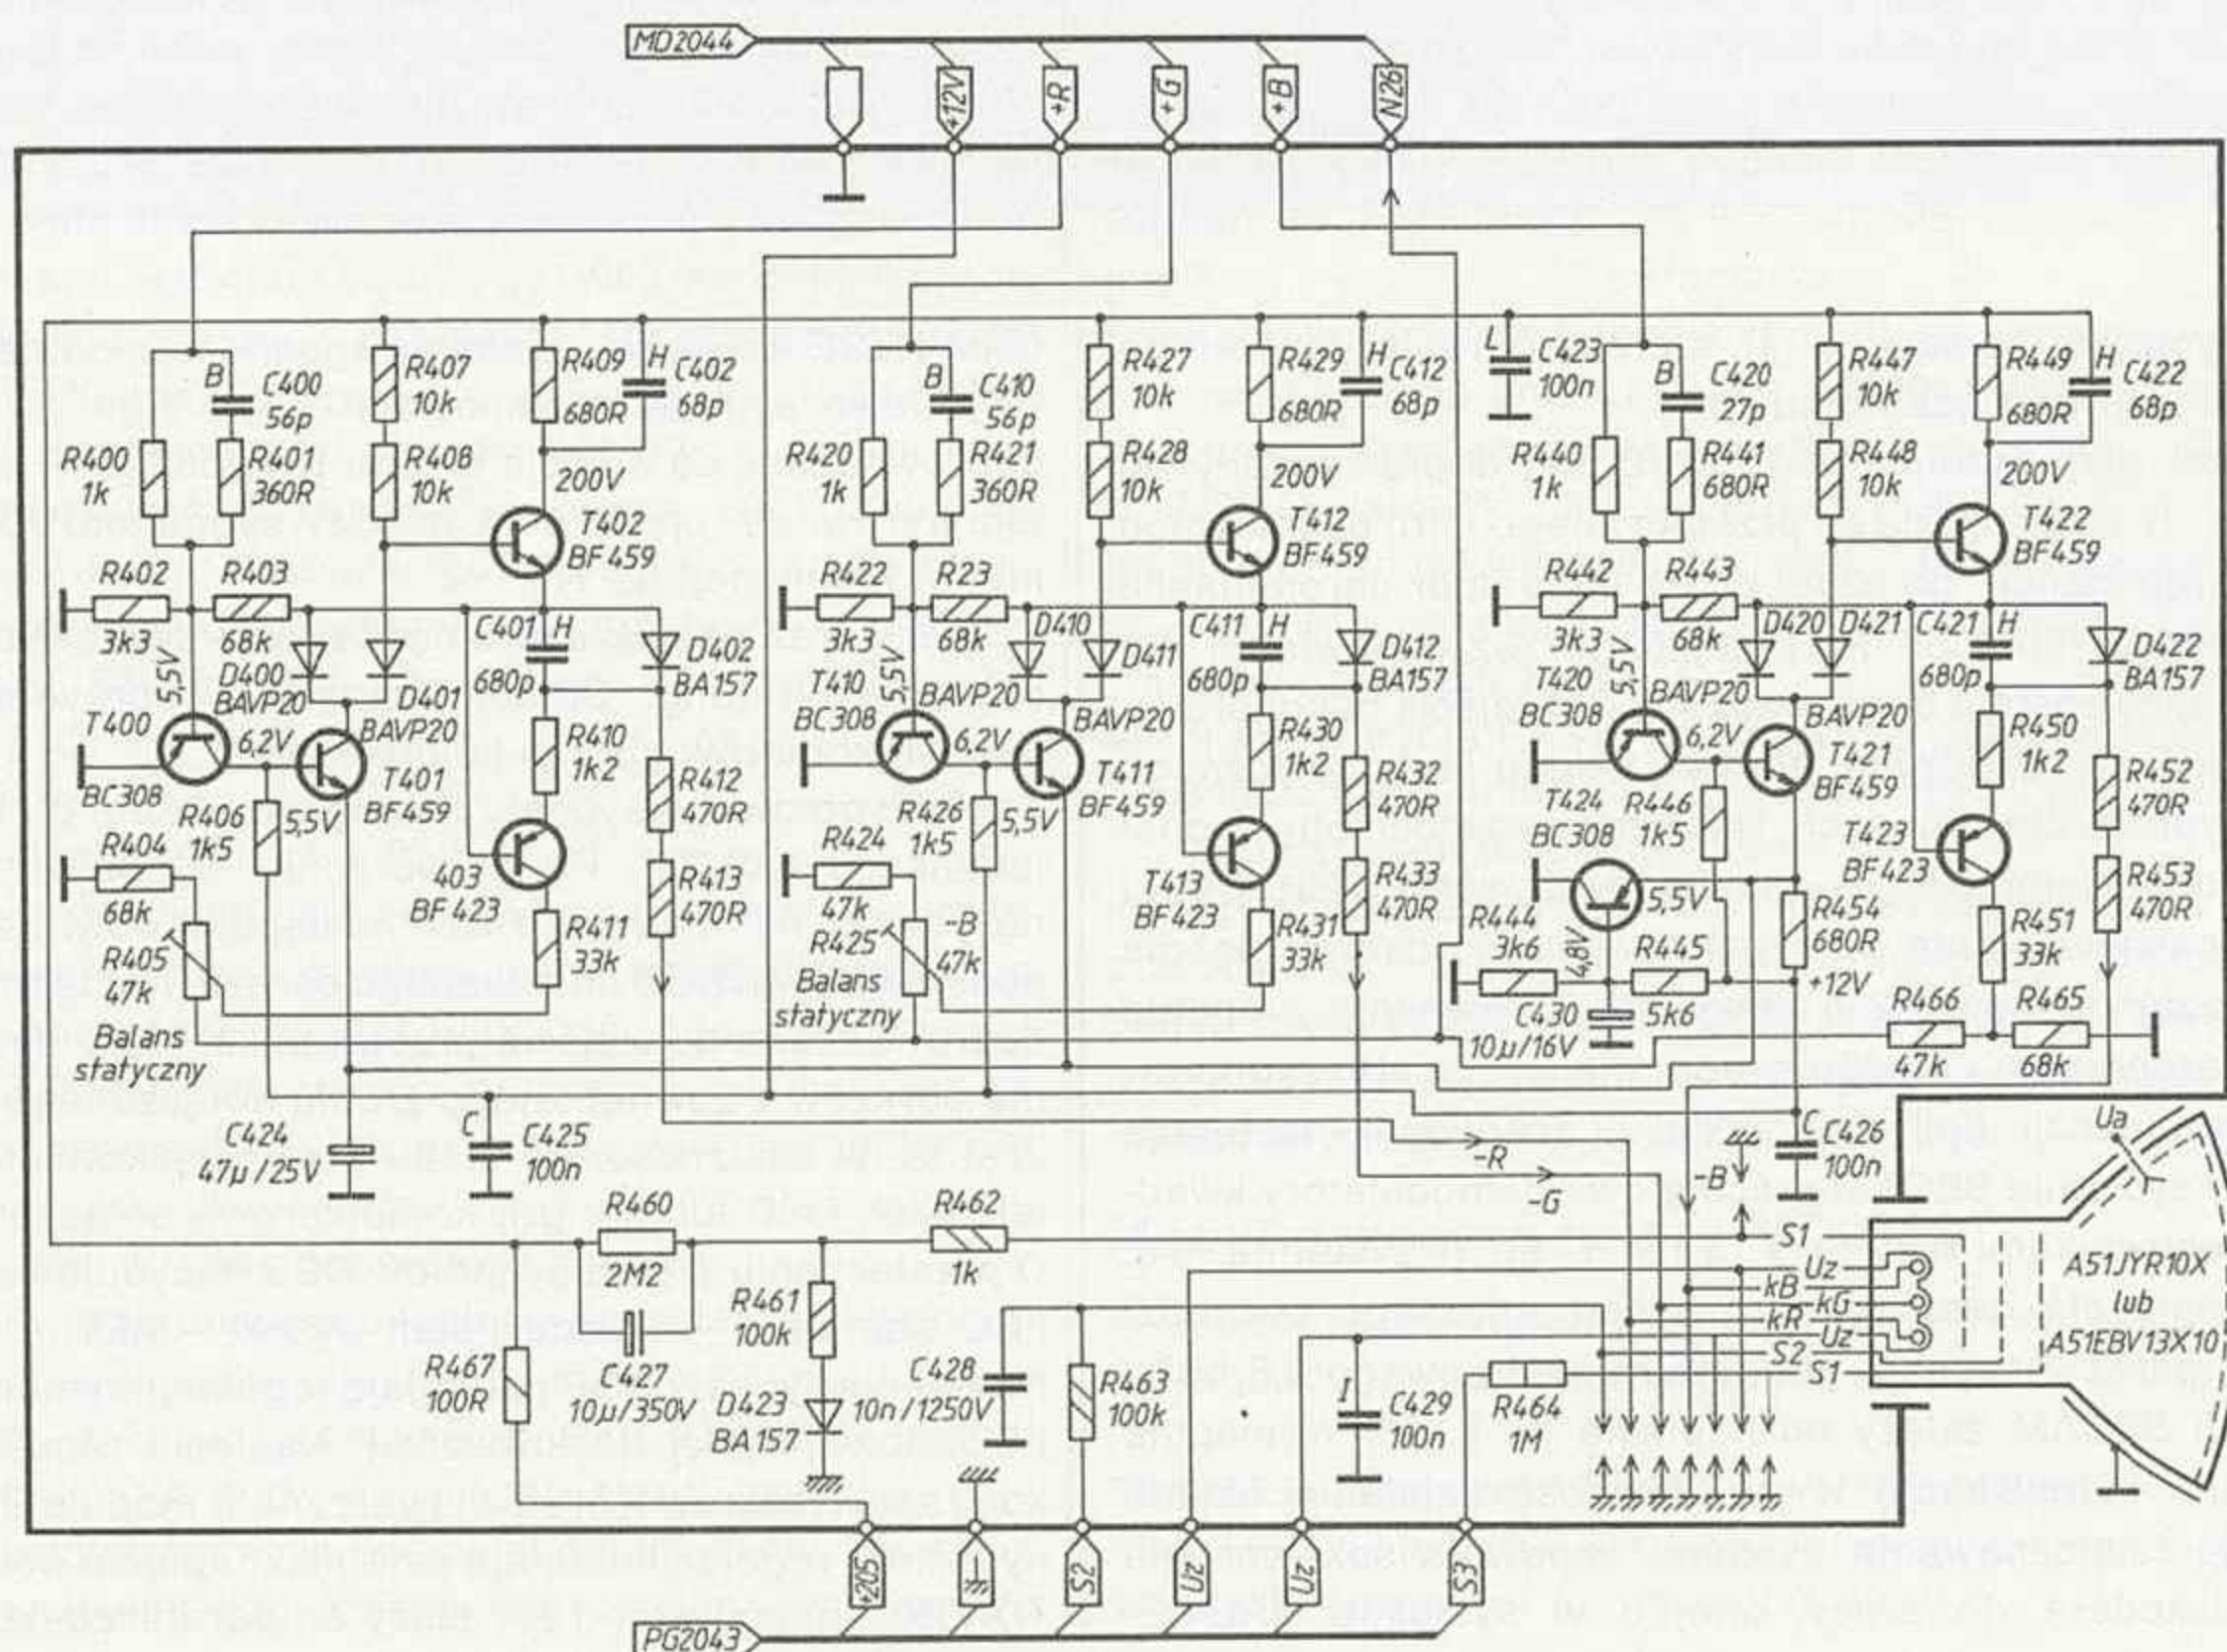 MD2044
+12V
+R
+G
+B
N26
R400
1k
B
C400
56p
R401
360R
R407
10k
R408
10k
R409
680R
H
C402
68p
200V
T402
BF459
R402
3k3
R403
68k
5,5V
D400
BAVP20
D401
BAVP20
C401
H
680p
D402
BA157
T400
BC308
6,2V
T401
BF459
R406
1k5
5,5V
R410
1k2
R412
470R
R404
68k
403
BF423
R413
470R
R405
47k
R411
33k
Balans
statyczny
C424
47µ/25V
C
C425
100n
R420
1k
B
C410
56p
R421
360R
R427
10k
R428
10k
R429
680R
H
C412
68p
200V
T412
BF459
R422
3k3
R23
68k
5,5V
D410
D411
BAVP20
BAVP20
C411
H
680p
D412
BA157
T410
BC308
6,2V
T411
BF459
R426
1k5
5,5V
R430
1k2
R432
470R
R424
47k
T413
BF423
R433
470R
R425
-B
47k
R431
33k
Balans
statyczny
L
C423
100n
R440
1k
B
C420
27p
R441
680R
R447
10k
R448
10k
R449
680R
H
C422
68p
200V
T422
BF459
R442
3k3
R443
68k
5,5V
D420
D421
BAVP20
BAVP20
C421
H
680p
D422
BA157
T420
BC308
6,2V
T421
BF459
T424
BC308
R446
1k5
R450
1k2
R452
470R
T423
BF423
R453
470R
5,5V
R454
680R
R444
3k6
4,8V
R445
5k6
+12V
R451
33k
C430
10µ/16V
R466
47k
R465
68k
-R
-G
-B
C
C426
100n
Ua
R460
2M2
R462
1k
R461
100k
R467
100R
C427
10µ/350V
D423
BA157
C428
10n/1250V
R463
100k
I
C429
100n
R464
1M
S1
Uz
kB
kG
kR
Uz
S2
S1
A51JYR10X
lub
A51EBV13X10
+205
S2
Uz
Uz
S3
PG2043